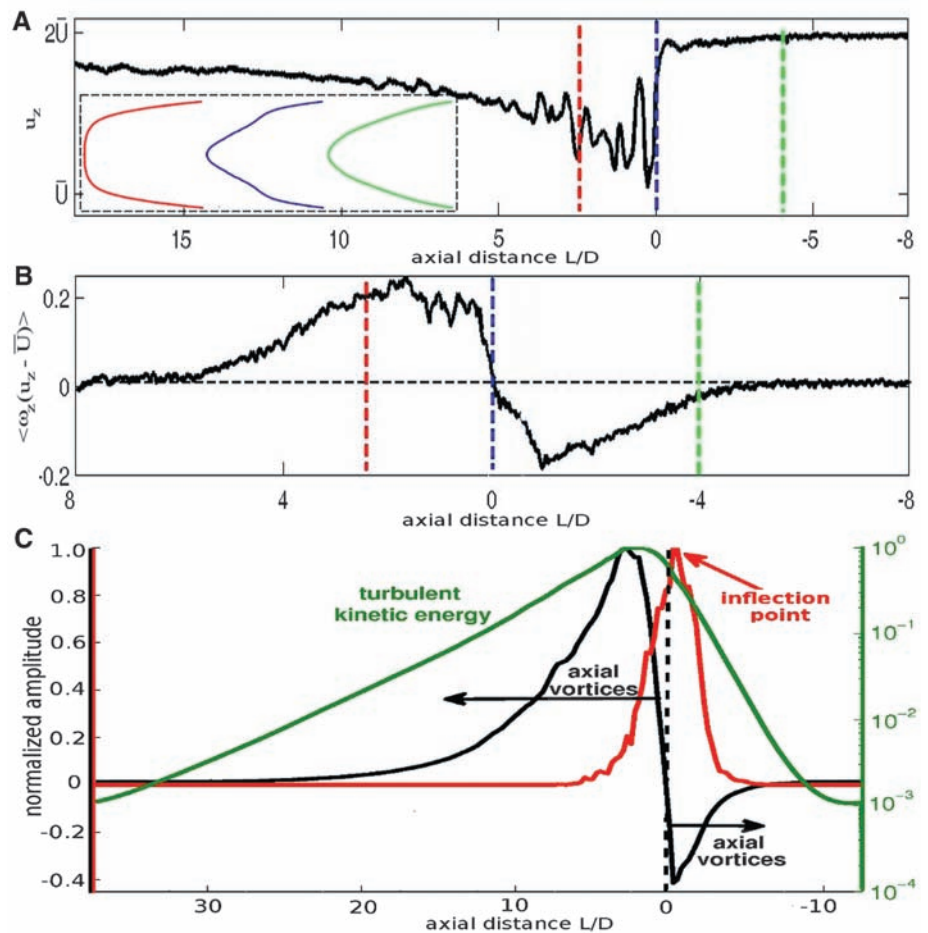 A
2U̅
u_z
U̅
15 10 5 0 -5 -8
axial distance L/D
B
0.2
0
-0.2
<ω_z(u_z - U̅)>
8 4 0 -4 -8
axial distance L/D
C
1.0
0.8
0.6
0.4
0.2
0
-0.2
-0.4
normalized amplitude
turbulent
kinetic energy
inflection
point
axial
vortices
axial
vortices
10⁰
10⁻¹
10⁻²
10⁻³
10⁻⁴
30 20 10 0 -10
axial distance L/D